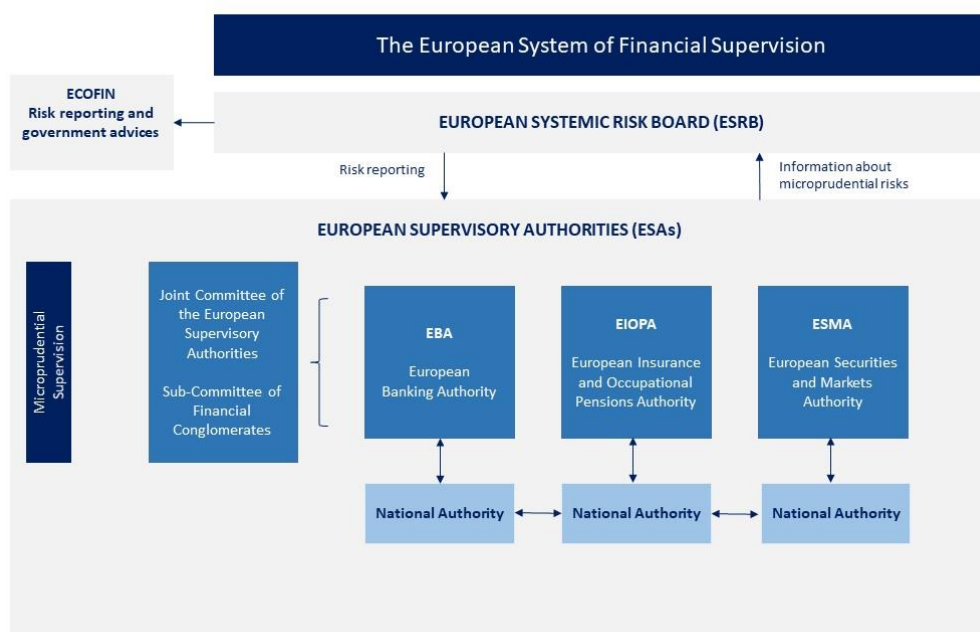 The European System of Financial Supervision
ECOFIN
Risk reporting and
government advices
EUROPEAN SYSTEMIC RISK BOARD (ESRB)
Risk reporting
Information about
microprudential risks
EUROPEAN SUPERVISORY AUTHORITIES (ESAs)
Microprudential
Supervision
Joint Committee of
the European
Supervisory
Authorities
Sub-Committee of
Financial
Conglomerates
EBA
European
Banking Authority
EIOPA
European Insurance
and Occupational
Pensions Authority
ESMA
European Securities
and Markets
Authority
National Authority
National Authority
National Authority